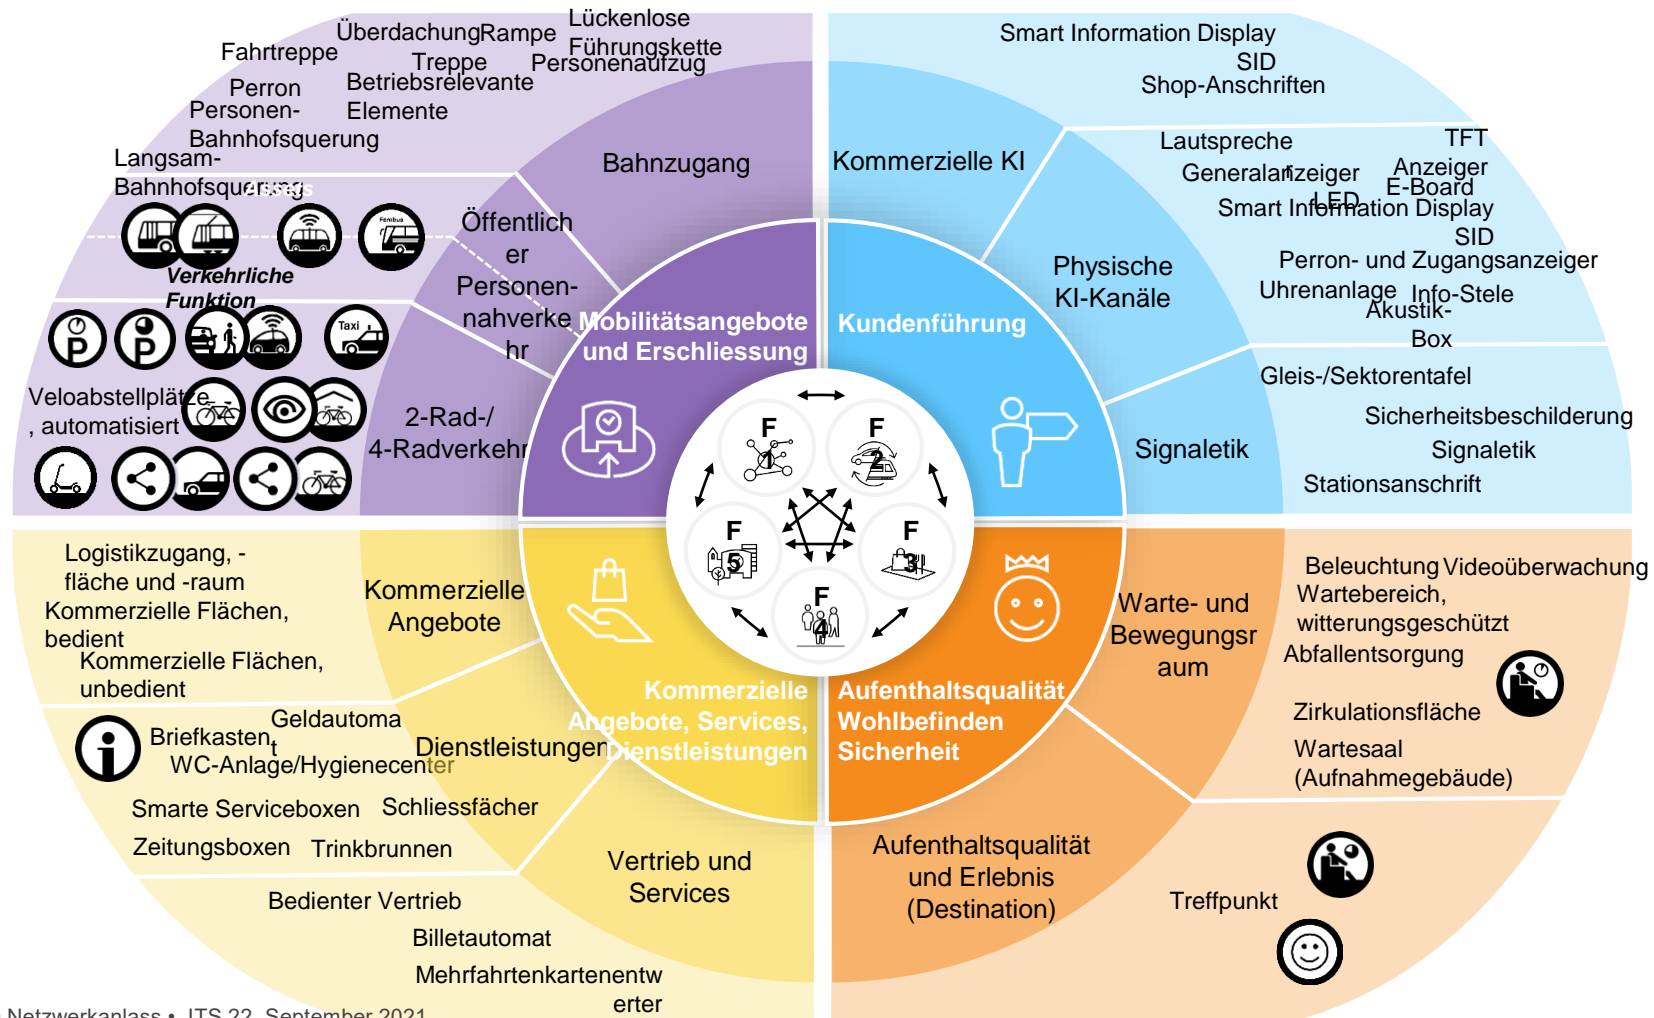 Überdachung
Rampe
Lückenlose
Führungskette
Fahrtreppe
Treppe
Personenaufzug
Perron
Betriebsrelevante
Elemente
Personen-
Bahnhofsquerung
Langsam-
Bahnhofsquerung
Assets
Fernbus
Verkehrliche
Funktion
P
P
Taxi
Veloabstellplätze
, automatisiert
Bahnzugang
Öffentlich
er
Personen-
nahverke
hr
2-Rad-/
4-Radverkehr
Mobilitätsangebote
und Erschliessung
Smart Information Display
SID
Shop-Anschriften
Kommerzielle KI
Lautspreche
r
TFT
Anzeiger
Generalanzeiger
E-Board
LED
Smart Information Display
SID
Perron- und Zugangsanzeiger
Uhrenanlage
Info-Stele
Akustik-
Box
Physische
KI-Kanäle
Kundenführung
Gleis-/Sektorentafel
Sicherheitsbeschilderung
Signaletik
Stationsanschrift
Signaletik
F
1
F
2
F
3
F
4
F
5
Logistikzugang, -
fläche und -raum
Kommerzielle Flächen,
bedient
Kommerzielle Flächen,
unbedient
Kommerzielle
Angebote
Kommerzielle
Angebote, Services,
Dienstleistungen
i
Geldautoma
t
Briefkasten
WC-Anlage/Hygienecenter
Smarte Serviceboxen
Schliessfächer
Zeitungsboxen
Trinkbrunnen
Dienstleistungen
Vertrieb und
Services
Bedienter Vertrieb
Billetautomat
Mehrfahrtenkartenentw
erter
Aufenthaltsqualität
Wohlbefinden
Sicherheit
Warte- und
Bewegungsr
aum
Beleuchtung
Videoüberwachung
Wartebereich,
witterungsgeschützt
Abfallentsorgung
Zirkulationsfläche
Wartesaal
(Aufnahmegebäude)
Aufenthaltsqualität
und Erlebnis
(Destination)
Treffpunkt
Netzwerkanlass • ITS 22. September 2021